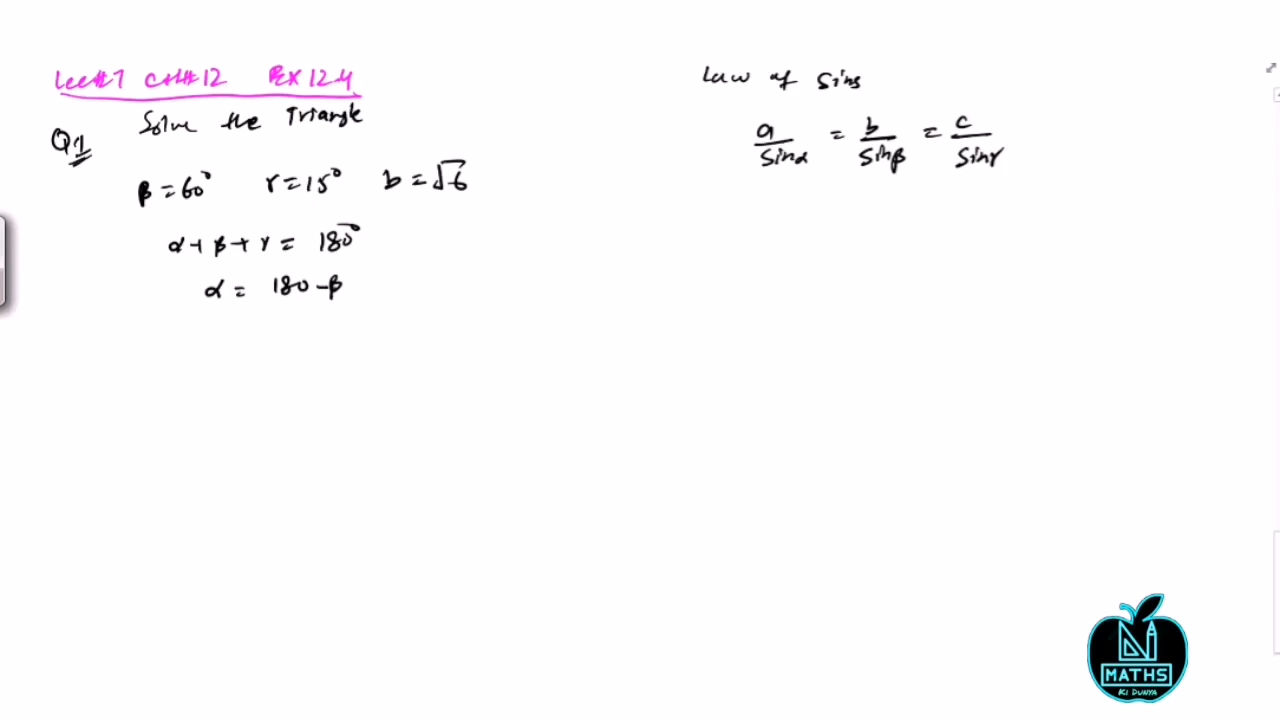 Lec#7 CH#12 EX 12.4
Q1 Solve the Triangle
β = 60° γ = 15° b = √6
α + β + γ = 180°
α = 180 - β
Law of Sins
a/Sinα = b/Sinβ = c/Sinγ
MATHS
KI DUNYA